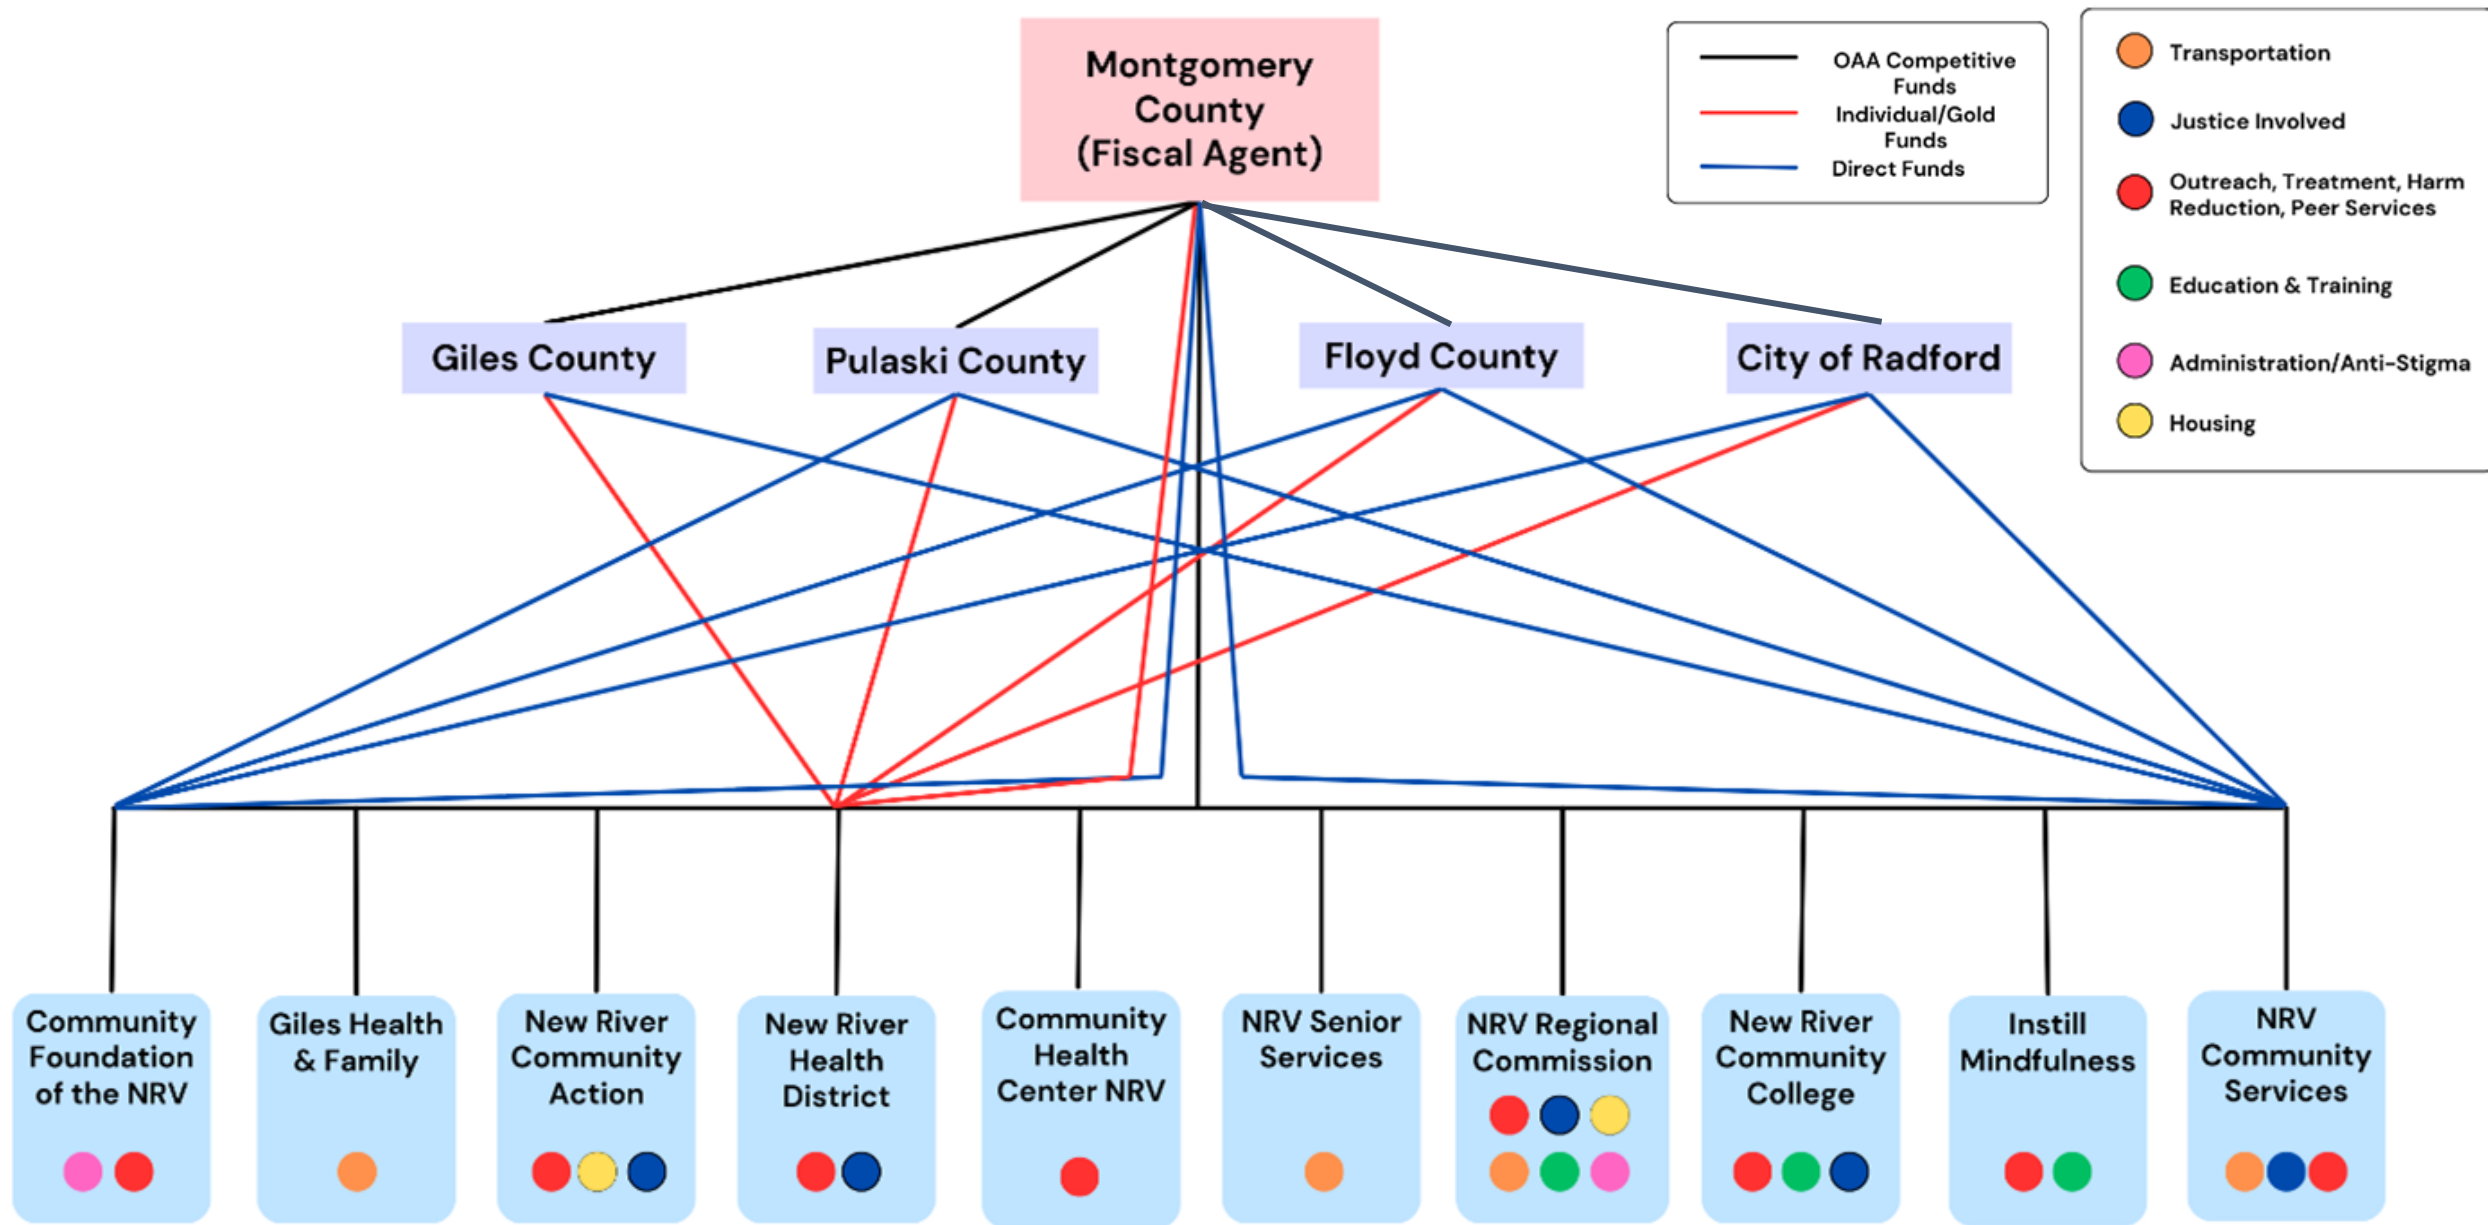 Montgomery
County
(Fiscal Agent)
OAA Competitive
Funds
Individual/Gold
Funds
Direct Funds
Transportation
Justice Involved
Outreach, Treatment, Harm
Reduction, Peer Services
Education & Training
Administration/Anti-Stigma
Housing
Giles County
Pulaski County
Floyd County
City of Radford
Community
Foundation
of the NRV
Giles Health
& Family
New River
Community
Action
New River
Health
District
Community
Health
Center NRV
NRV Senior
Services
NRV Regional
Commission
New River
Community
College
Instill
Mindfulness
NRV
Community
Services